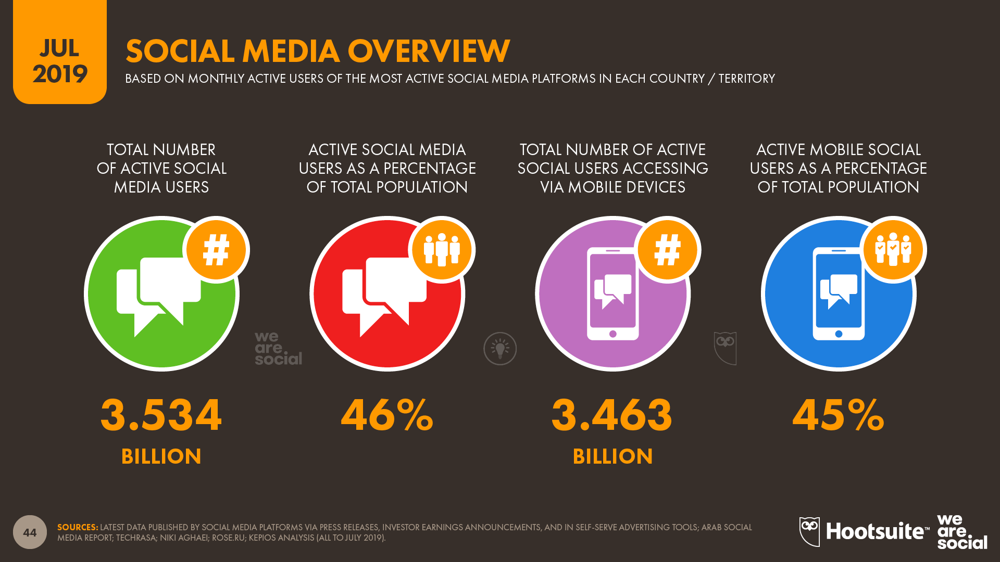 JUL
2019
SOCIAL MEDIA OVERVIEW
BASED ON MONTHLY ACTIVE USERS OF THE MOST ACTIVE SOCIAL MEDIA PLATFORMS IN EACH COUNTRY / TERRITORY
TOTAL NUMBER
OF ACTIVE SOCIAL
MEDIA USERS
#
3.534
BILLION
ACTIVE SOCIAL MEDIA
USERS AS A PERCENTAGE
OF TOTAL POPULATION
46%
TOTAL NUMBER OF ACTIVE
SOCIAL USERS ACCESSING
VIA MOBILE DEVICES
#
3.463
BILLION
ACTIVE MOBILE SOCIAL
USERS AS A PERCENTAGE
OF TOTAL POPULATION
45%
we
are
social
44
SOURCES: LATEST DATA PUBLISHED BY SOCIAL MEDIA PLATFORMS VIA PRESS RELEASES, INVESTOR EARNINGS ANNOUNCEMENTS, AND IN SELF-SERVE ADVERTISING TOOLS; ARAB SOCIAL
MEDIA REPORT; TECHRASA; NIKI AGHAEI; ROSE.RU; KEPIOS ANALYSIS (ALL TO JULY 2019).
Hootsuite™
we
are
social